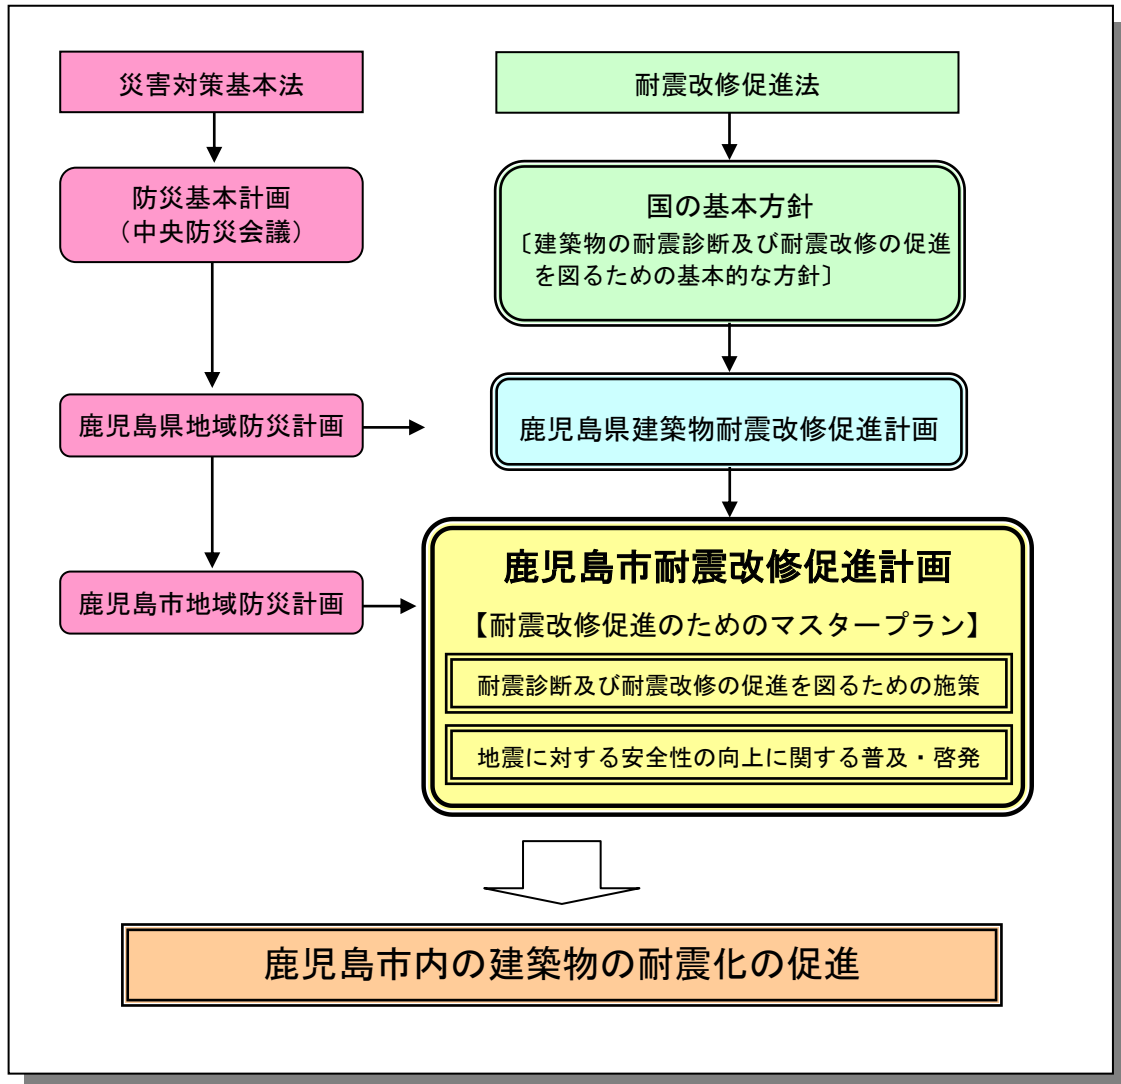 災害対策基本法
耐震改修促進法
防災基本計画
（中央防災会議）
国の基本方針
〔建築物の耐震診断及び耐震改修の促進
を図るための基本的な方針〕
鹿児島県地域防災計画
鹿児島県建築物耐震改修促進計画
鹿児島市耐震改修促進計画
【耐震改修促進のためのマスタープラン】
鹿児島市地域防災計画
耐震診断及び耐震改修の促進を図るための施策
地震に対する安全性の向上に関する普及・啓発
鹿児島市内の建築物の耐震化の促進